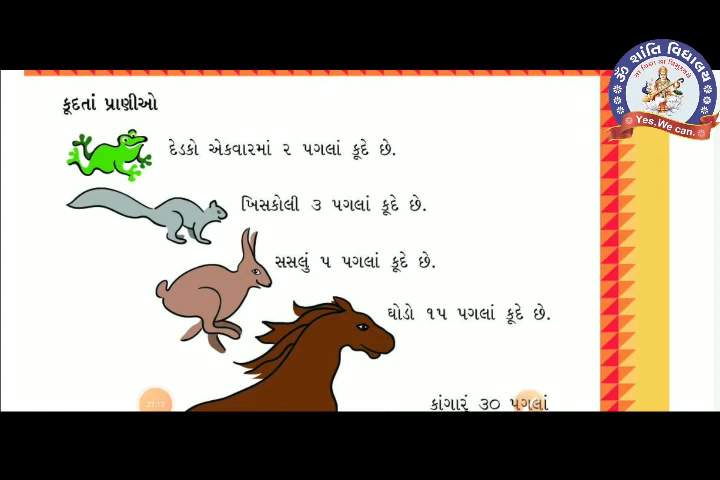 ૐ શાંતિ વિદ્યાલય
Yes.We can.
કૂદતાં પ્રાણીઓ
દેડકો એકવારમાં ૨ પગલાં કૂદે છે.
ખિસકોલી ૩ પગલાં કૂદે છે.
સસલું ૫ પગલાં કૂદે છે.
ઘોડો ૧૫ પગલાં કૂદે છે.
કાંગારું ૩૦ પગલાં